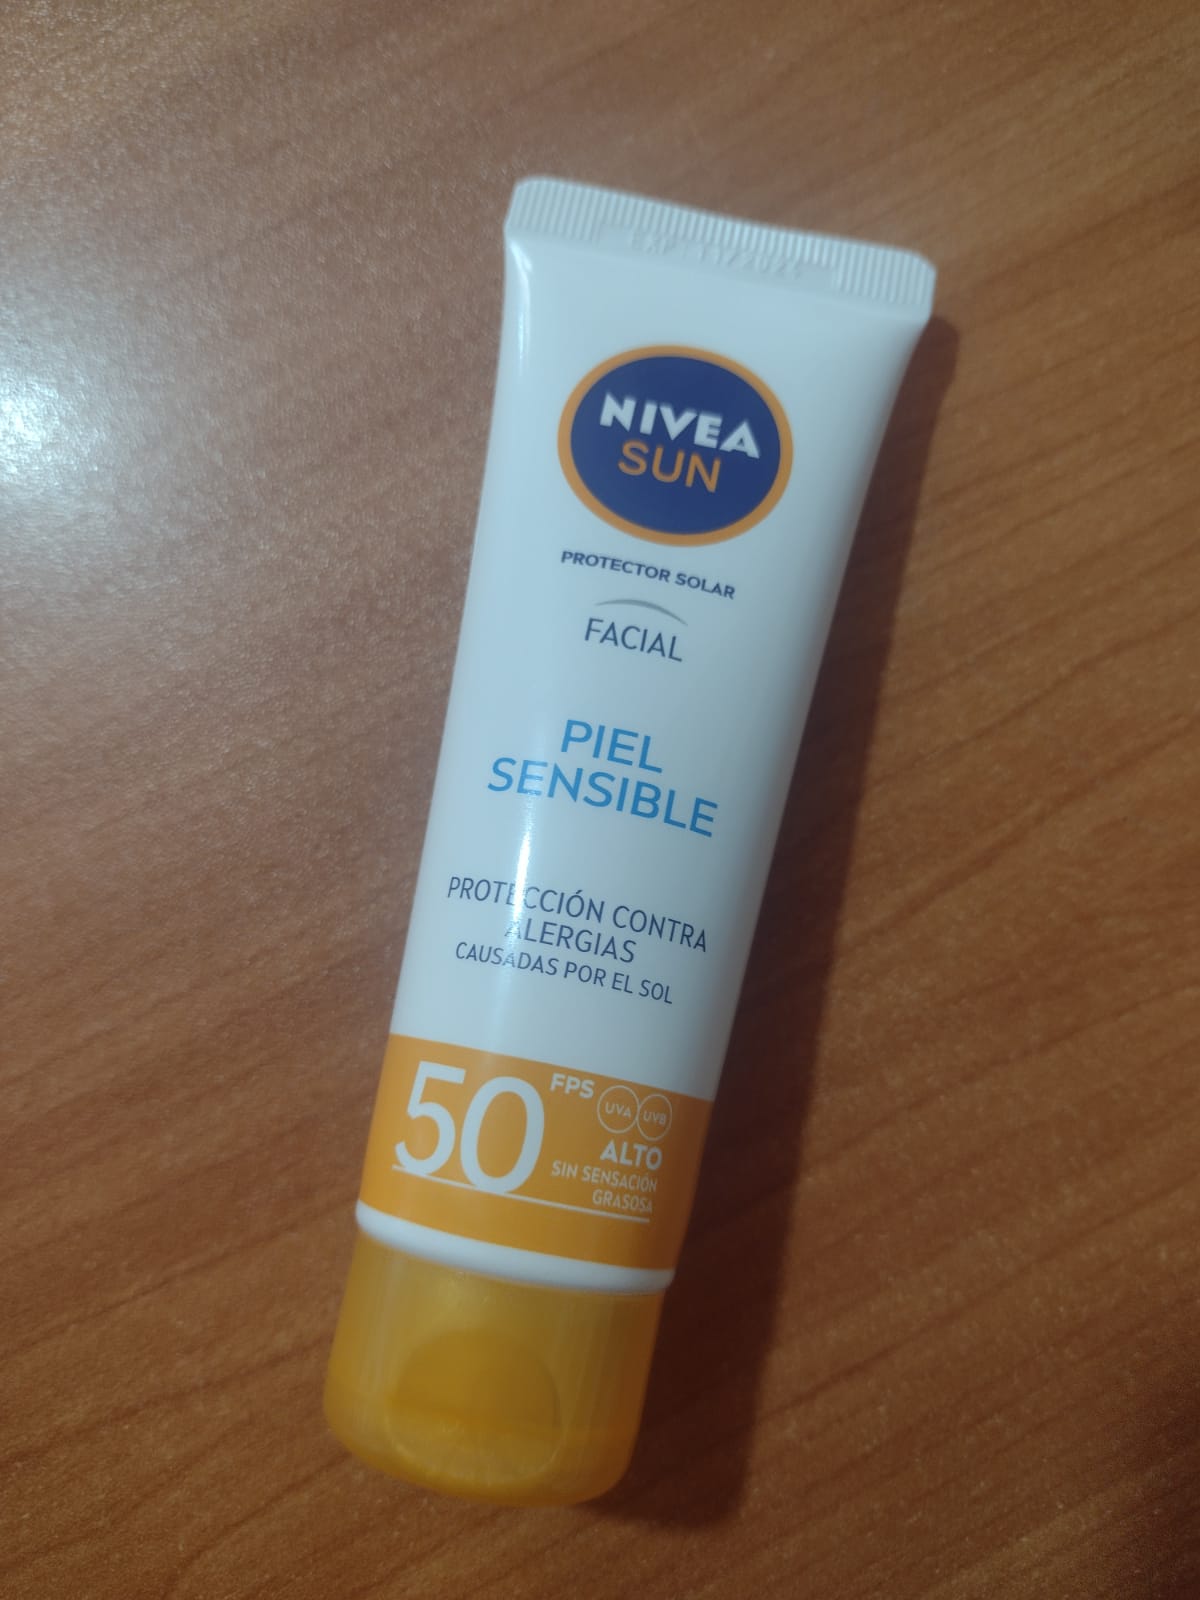 NIVEA
SUN
PROTECTOR SOLAR
FACIAL
PIEL
SENSIBLE
PROTECCIÓN CONTRA
ALERGIAS
CAUSADAS POR EL SOL
50 FPS UVA UVB
ALTO
SIN SENSACIÓN
GRASOSA